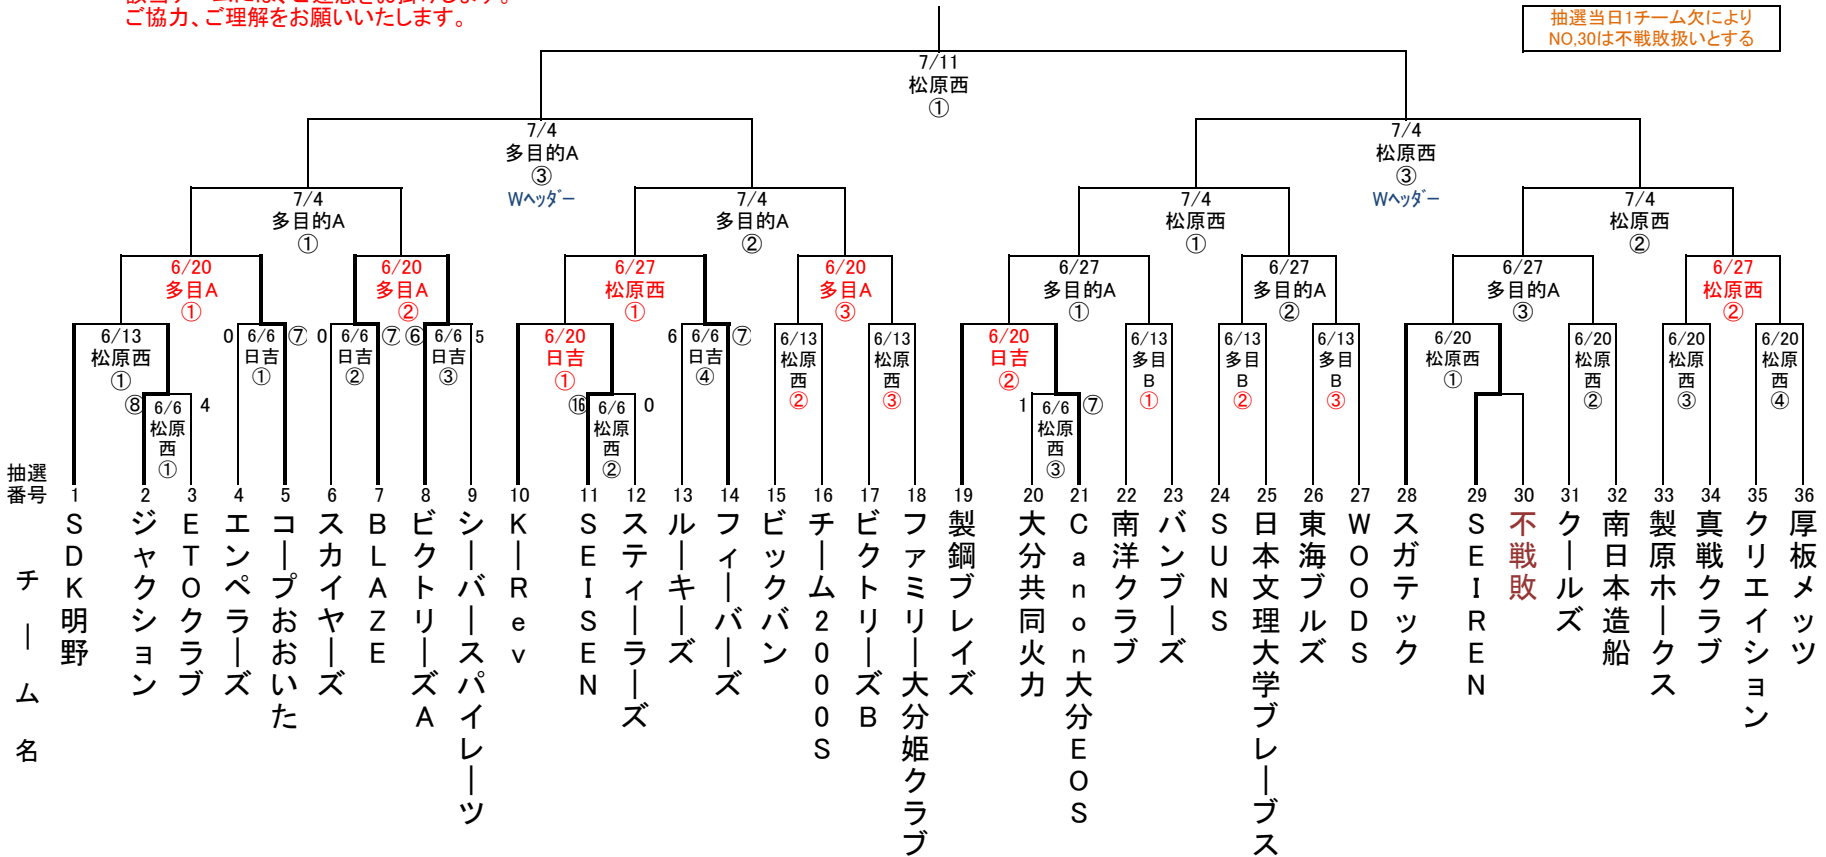 ご協力、ご理解をお願いいたします。
抽選当日1チーム欠により
NO,30は不戦敗扱いとする
7/11
松原西
①
7/4
多目的A
③
Wヘッダー
7/4
松原西
③
Wヘッダー
7/4
多目的A
①
7/4
多目的A
②
7/4
松原西
①
7/4
松原西
②
6/20
多目A
①
6/20
多目A
②
6/27
松原西
①
6/20
多目A
③
6/27
多目的A
①
6/27
多目的A
②
6/27
多目的A
③
6/27
松原西
②
6/13
松原西
①
0
6/6
日吉
①
⑦
0
6/6
日吉
②
⑦
⑥
6/6
日吉
③
5
6/20
日吉
①
6
6/6
日吉
④
⑦
6/13
松原
西
②
6/13
松原
西
③
6/20
日吉
②
6/13
多目
B
①
6/13
多目
B
②
6/13
多目
B
③
6/20
松原西
①
6/20
松原
西
②
6/20
松原
西
③
6/20
松原
西
④
⑧
6/6
松原
西
①
4
⑯
6/6
松原
西
②
0
1
6/6
松原
西
③
⑦
抽選
番号
チーム名
1
SDK明野
2
ジャクション
3
ETOクラブ
4
エンペラーズ
5
コープおおいた
6
スカイヤーズ
7
BLAZE
8
ビクトリーズA
9
シーバースパイレーツ
10
K―Rev
11
SEISEN
12
スティーラーズ
13
ルーキーズ
14
フィーバーズ
15
ビックバン
16
チーム2000S
17
ビクトリーズB
18
ファミリー大分姫クラブ
19
製鋼ブレイズ
20
大分共同火力
21
Canon大分EOS
22
南洋クラブ
23
バンブーズ
24
SUNS
25
日本文理大学ブレーブス
26
東海ブルズ
27
WOODS
28
スガテック
29
SEIREN
30
不戦敗
31
クールズ
32
南日本造船
33
製原ホークス
34
真戦クラブ
35
クリエイション
36
厚板メッツ